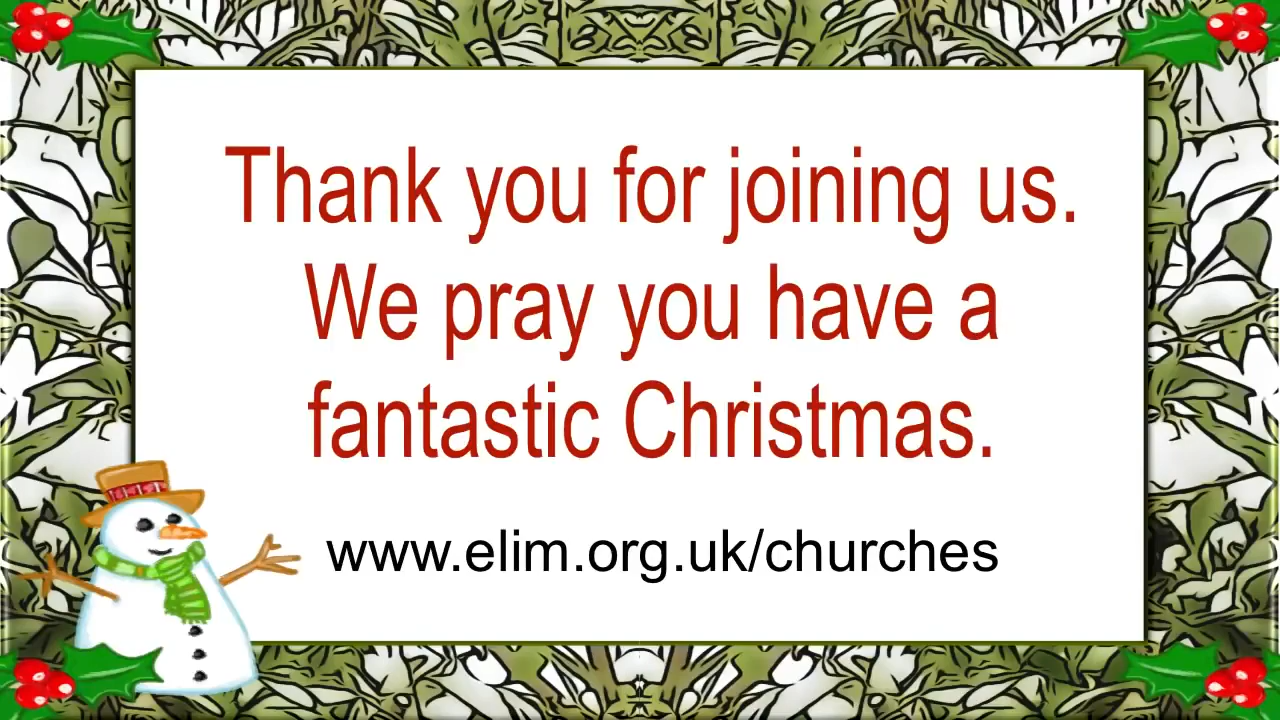 Thank you for joining us.
We pray you have a
fantastic Christmas.
www.elim.org.uk/churches